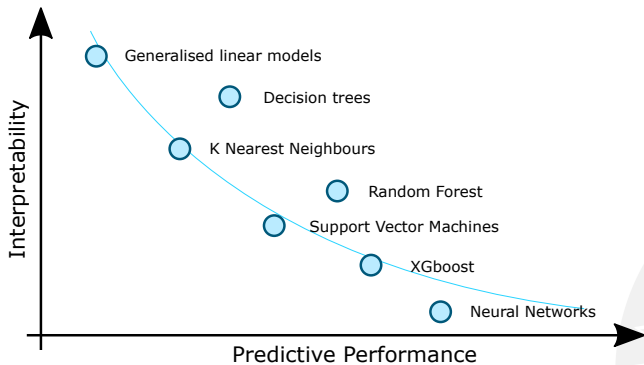 Generalised linear models
Decision trees
K Nearest Neighbours
Random Forest
Support Vector Machines
XGboost
Neural Networks
Interpretability
Predictive Performance